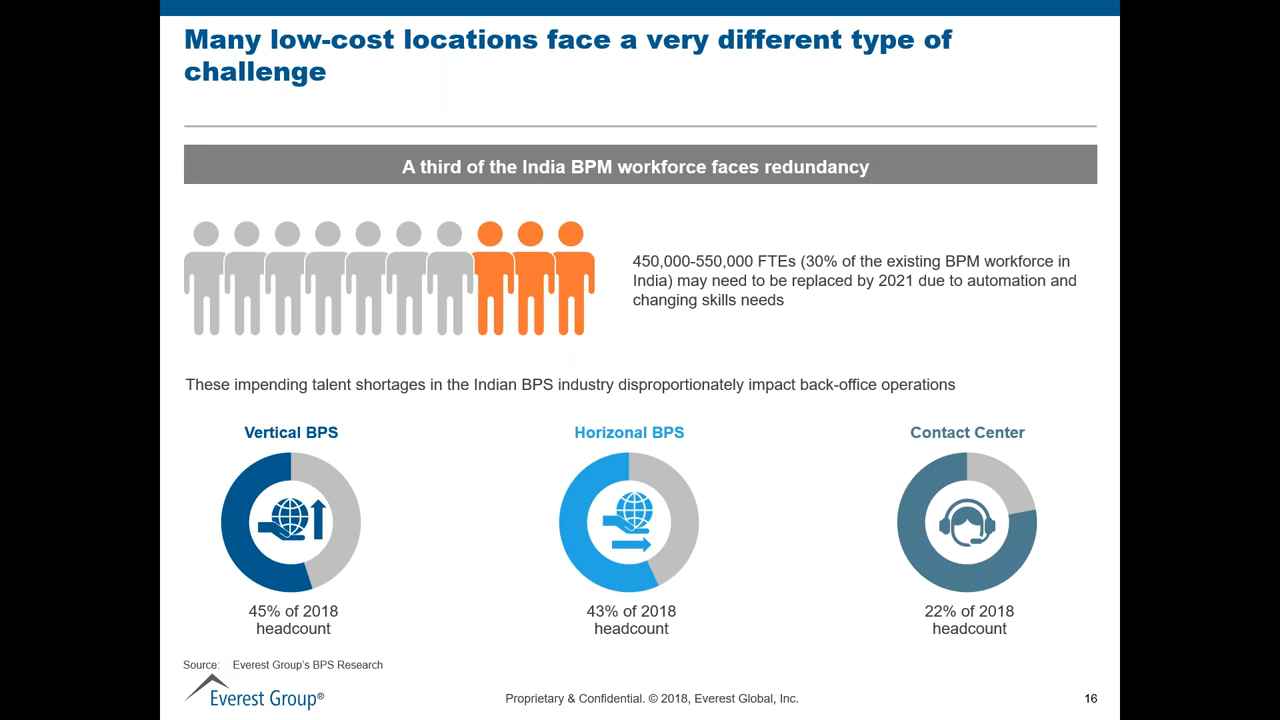 Many low-cost locations face a very different type of
challenge
A third of the India BPM workforce faces redundancy
450,000-550,000 FTEs (30% of the existing BPM workforce in
India) may need to be replaced by 2021 due to automation and
changing skills needs
These impending talent shortages in the Indian BPS industry disproportionately impact back-office operations
Vertical BPS
45% of 2018
headcount
Horizonal BPS
43% of 2018
headcount
Contact Center
22% of 2018
headcount
Source: Everest Group's BPS Research
Everest Group®
Proprietary & Confidential. © 2018, Everest Global, Inc.
16